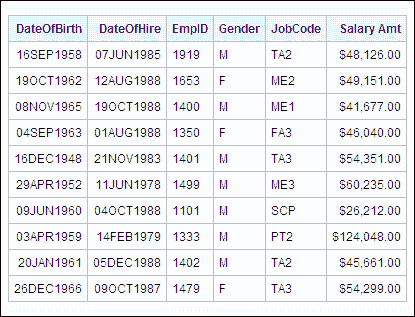 DateOfBirth DateOfHire EmpID Gender JobCode Salary Amt
16SEP1958 07JUN1985 1919 M TA2 $48,126.00
19OCT1962 12AUG1988 1653 F ME2 $49,151.00
08NOV1965 19OCT1988 1400 M ME1 $41,677.00
04SEP1963 01AUG1988 1350 F FA3 $46,040.00
16DEC1948 21NOV1983 1401 M TA3 $54,351.00
29APR1952 11JUN1978 1499 M ME3 $60,235.00
09JUN1960 04OCT1988 1101 M SCP $26,212.00
03APR1959 14FEB1979 1333 M PT2 $124,048.00
20JAN1961 05DEC1988 1402 M TA2 $45,661.00
26DEC1966 09OCT1987 1479 F TA3 $54,299.00